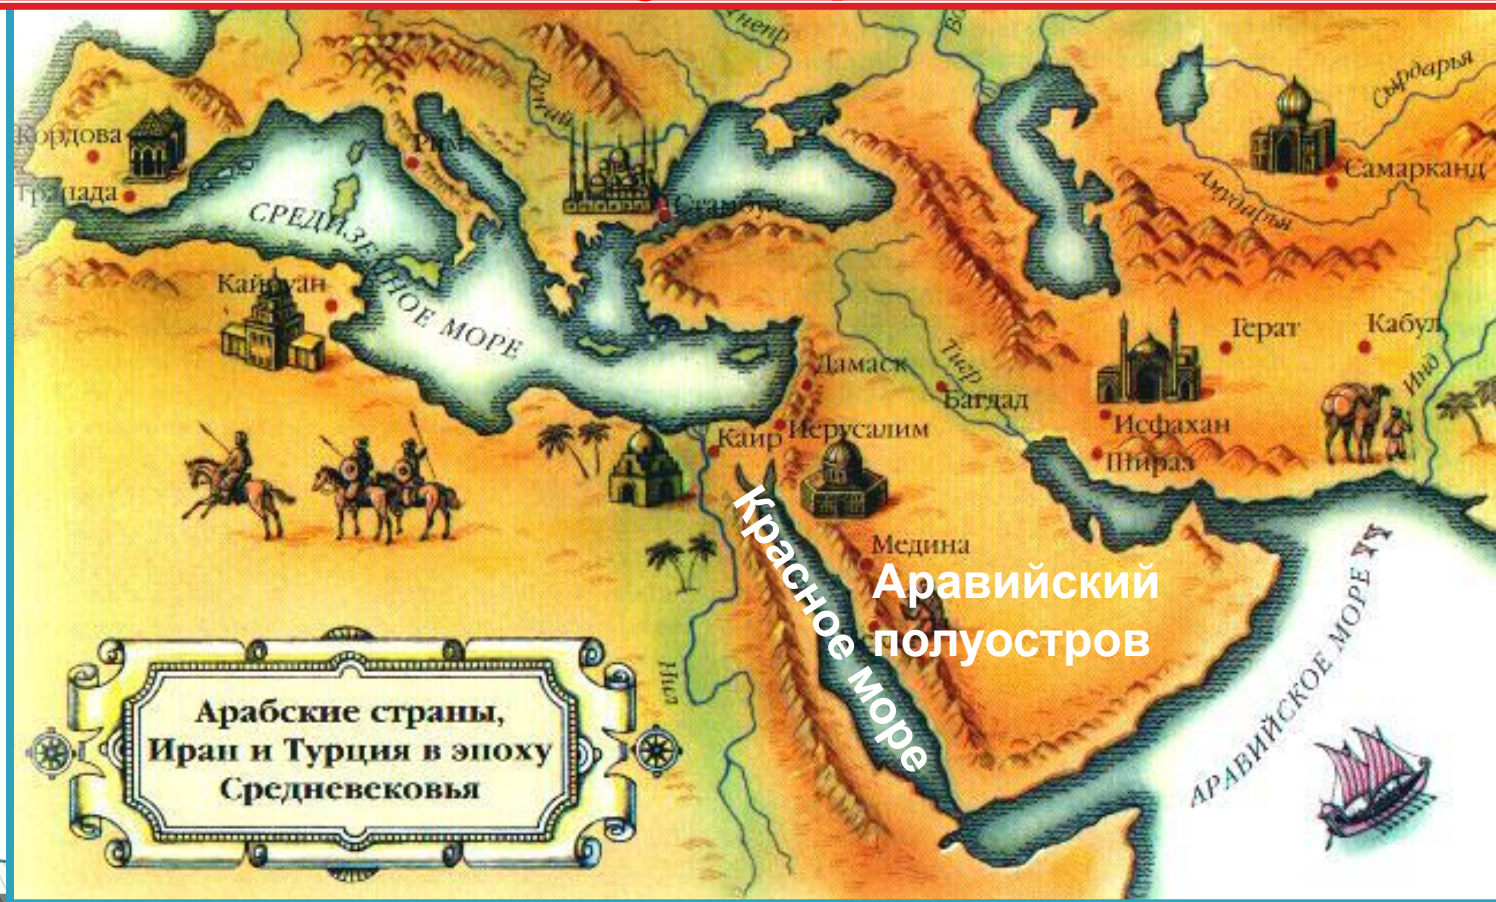 Днепр
Дунай
Сырдарья
Кордова
Рим
Самарканд
Гранада
Амударья
СРЕДИЗЕМНОЕ МОРЕ
Стамбул
Кайруан
Герат
Кабул
Инд
Тигр
Дамаск
Багдад
Исфахан
Каир
Иерусалим
Шираз
Красное море
Медина
Аравийский
полуостров
АРАВИЙСКОЕ МОРЕ
Нил
Арабские страны,
Иран и Турция в эпоху
Средневековья